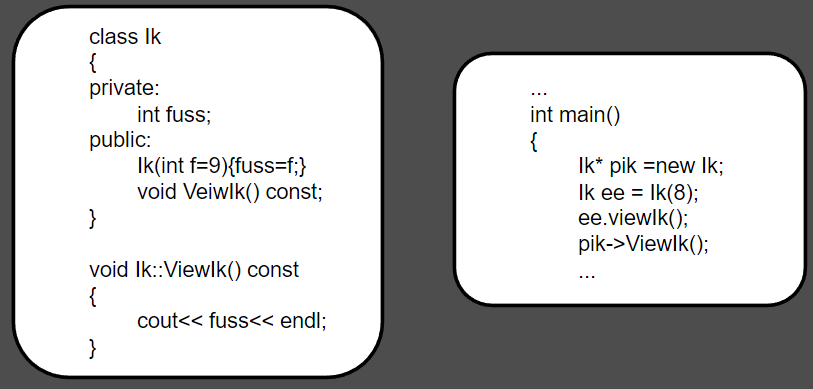 class Ik
{
private:
int fuss;
public:
Ik(int f=9){fuss=f;}
void VeiwIk() const;
}
void Ik::ViewIk() const
{
cout<< fuss<< endl;
}
...
int main()
{
Ik* pik =new Ik;
Ik ee = Ik(8);
ee.viewIk();
pik->ViewIk();
...